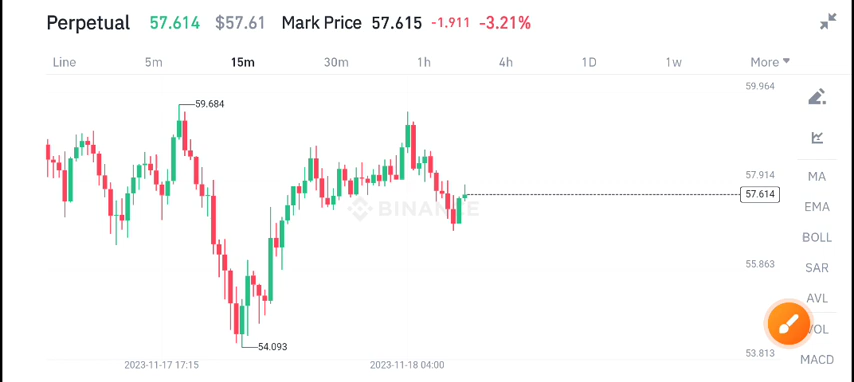 Perpetual 57.614 $57.61 Mark Price 57.615 -1.911 -3.21%
Line 5m 15m 30m 1h 4h 1D 1w More
59.964
59.684
57.914
MA
57.614
BINANCE
EMA
BOLL
55.863
SAR
AVL
VOL
54.093
53.813
MACD
2023-11-17 17:15 2023-11-18 04:00